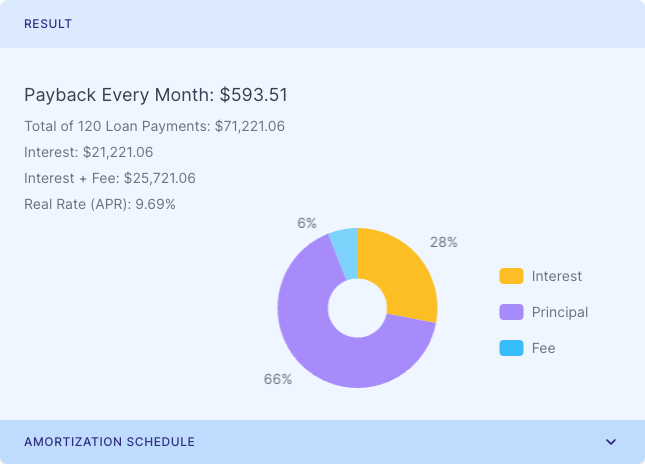 RESULT
Payback Every Month: $593.51
Total of 120 Loan Payments: $71,221.06
Interest: $21,221.06
Interest + Fee: $25,721.06
Real Rate (APR): 9.69%
6%
28%
66%
Interest
Principal
Fee
AMORTIZATION SCHEDULE